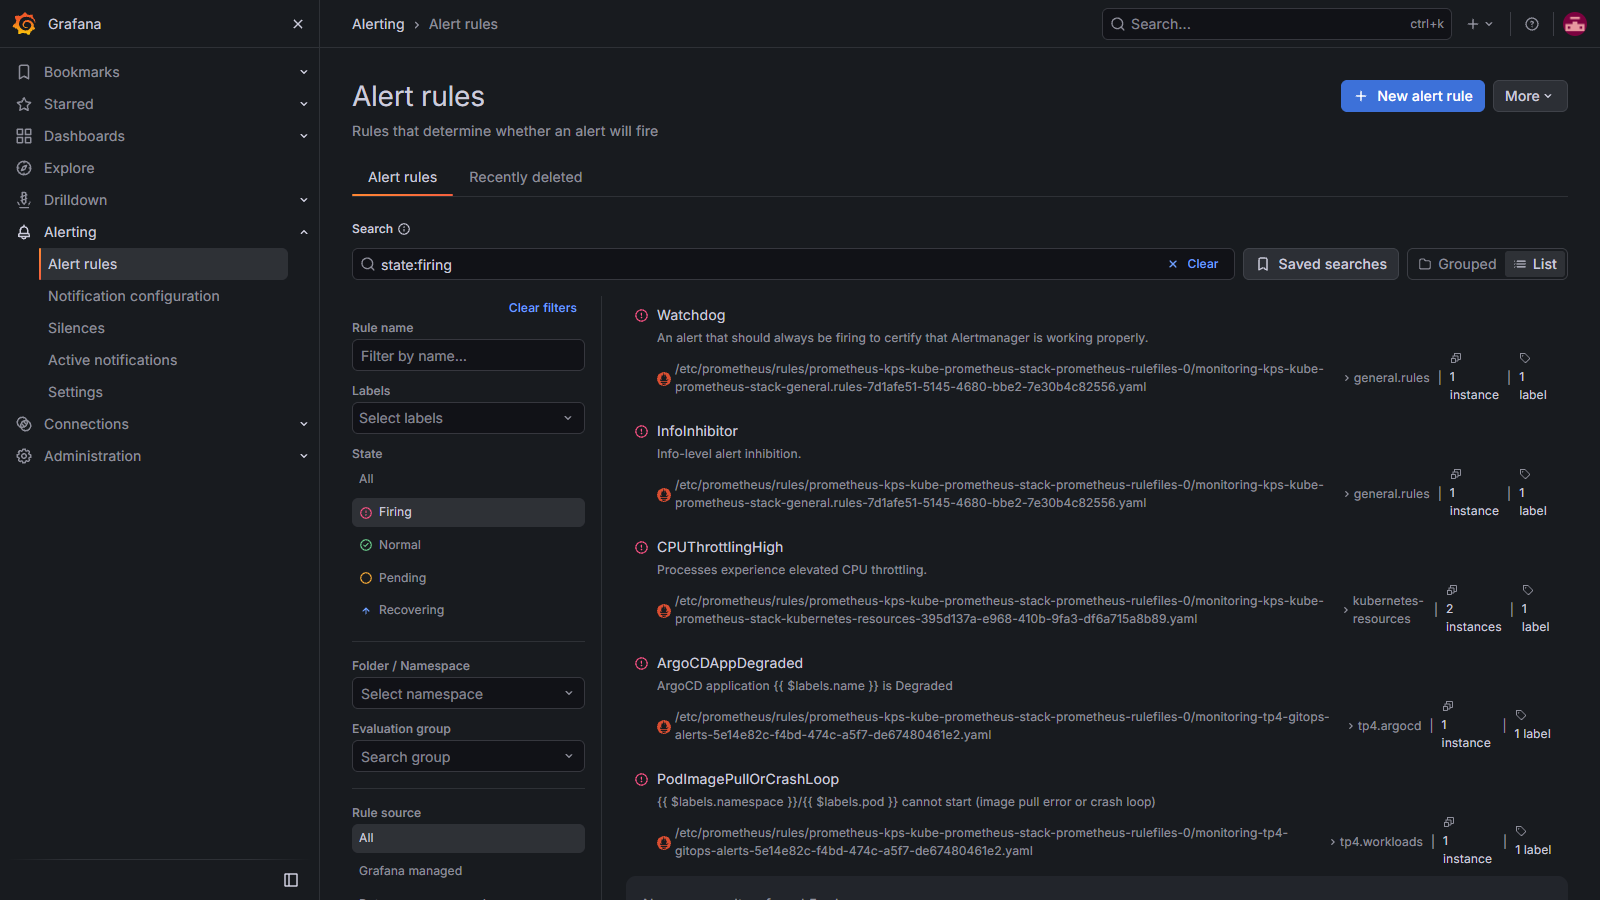 Grafana
Alerting › Alert rules
Search...
ctrl+k
Bookmarks
Starred
Dashboards
Explore
Drilldown
Alerting
Alert rules
Notification configuration
Silences
Active notifications
Settings
Connections
Administration
Alert rules
Rules that determine whether an alert will fire
New alert rule
More
Alert rules
Recently deleted
Search
state:firing
Clear
Saved searches
Grouped
List
Clear filters
Rule name
Filter by name...
Labels
Select labels
State
All
Firing
Normal
Pending
Recovering
Folder / Namespace
Select namespace
Evaluation group
Search group
Rule source
All
Grafana managed
Watchdog
An alert that should always be firing to certify that Alertmanager is working properly.
/etc/prometheus/rules/prometheus-kps-kube-prometheus-stack-prometheus-rulefiles-0/monitoring-kps-kube-
prometheus-stack-general.rules-7d1afe51-5145-4680-bbe2-7e30b4c82556.yaml
general.rules
1
instance
1
label
InfoInhibitor
Info-level alert inhibition.
/etc/prometheus/rules/prometheus-kps-kube-prometheus-stack-prometheus-rulefiles-0/monitoring-kps-kube-
prometheus-stack-general.rules-7d1afe51-5145-4680-bbe2-7e30b4c82556.yaml
general.rules
1
instance
1
label
CPUThrottlingHigh
Processes experience elevated CPU throttling.
/etc/prometheus/rules/prometheus-kps-kube-prometheus-stack-prometheus-rulefiles-0/monitoring-kps-kube-
prometheus-stack-kubernetes-resources-395d137a-e968-410b-9fa3-df6a715a8b89.yaml
kubernetes-
resources
2
instances
1
label
ArgoCDAppDegraded
ArgoCD application {{ $labels.name }} is Degraded
/etc/prometheus/rules/prometheus-kps-kube-prometheus-stack-prometheus-rulefiles-0/monitoring-tp4-gitops-
alerts-5e14e82c-f4bd-474c-a5f7-de67480461e2.yaml
tp4.argocd
1
instance
1 label
PodImagePullOrCrashLoop
{{ $labels.namespace }}/{{ $labels.pod }} cannot start (image pull error or crash loop)
/etc/prometheus/rules/prometheus-kps-kube-prometheus-stack-prometheus-rulefiles-0/monitoring-tp4-
gitops-alerts-5e14e82c-f4bd-474c-a5f7-de67480461e2.yaml
tp4.workloads
1
instance
1 label